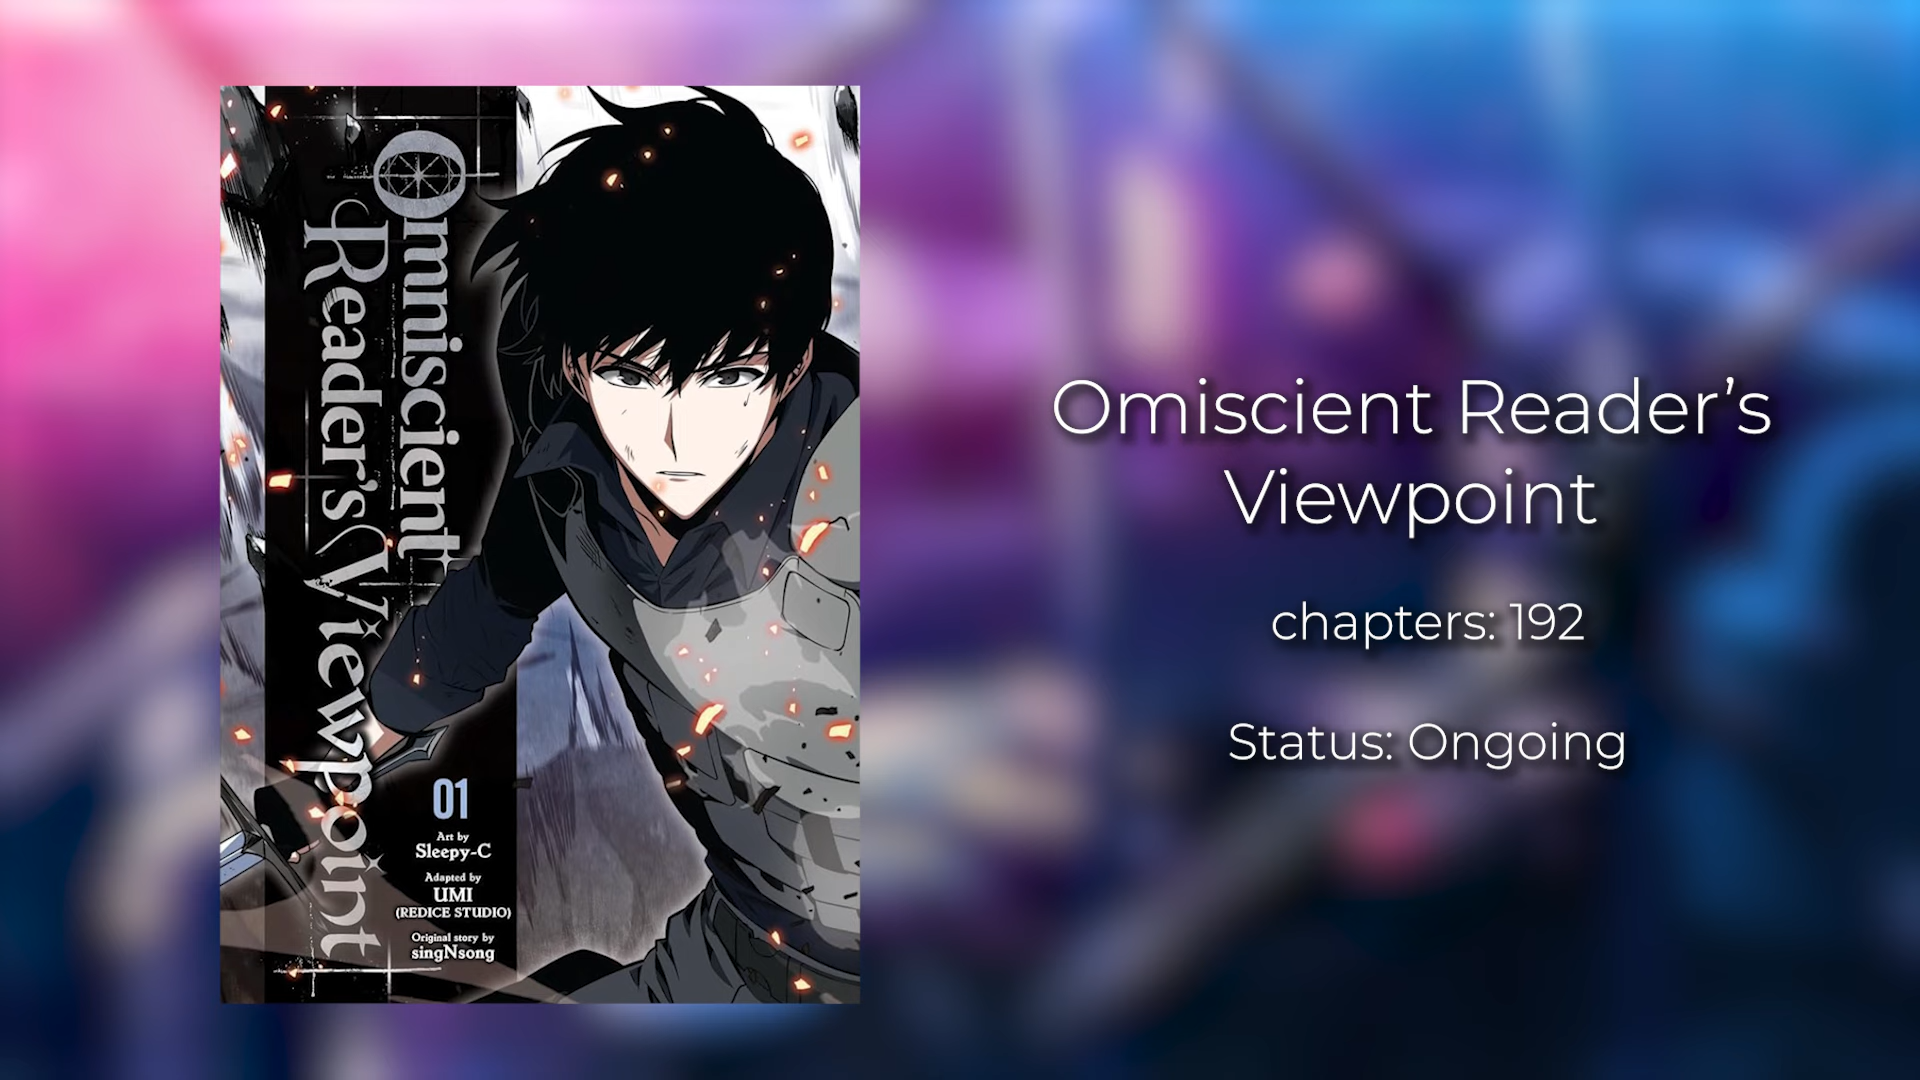 Omniscient
Reader's Viewpoint
01
Art by
Sleepy-C
Adapted by
UMI
(REDICE STUDIO)
Original story by
singNsong
Omiscient Reader’s
Viewpoint
chapters: 192
Status: Ongoing